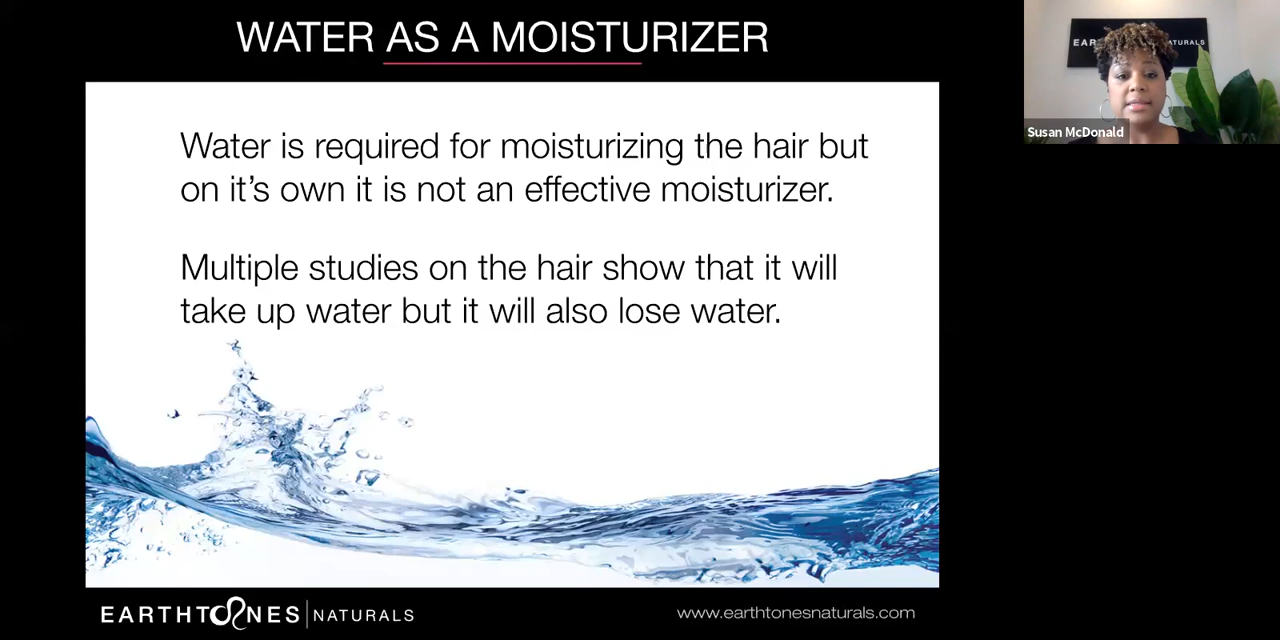 WATER AS A MOISTURIZER
Water is required for moisturizing the hair but
on it's own it is not an effective moisturizer.
Multiple studies on the hair show that it will
take up water but it will also lose water.
EARTHTONES NATURALS
www.earthtonesnaturals.com
Susan McDonald